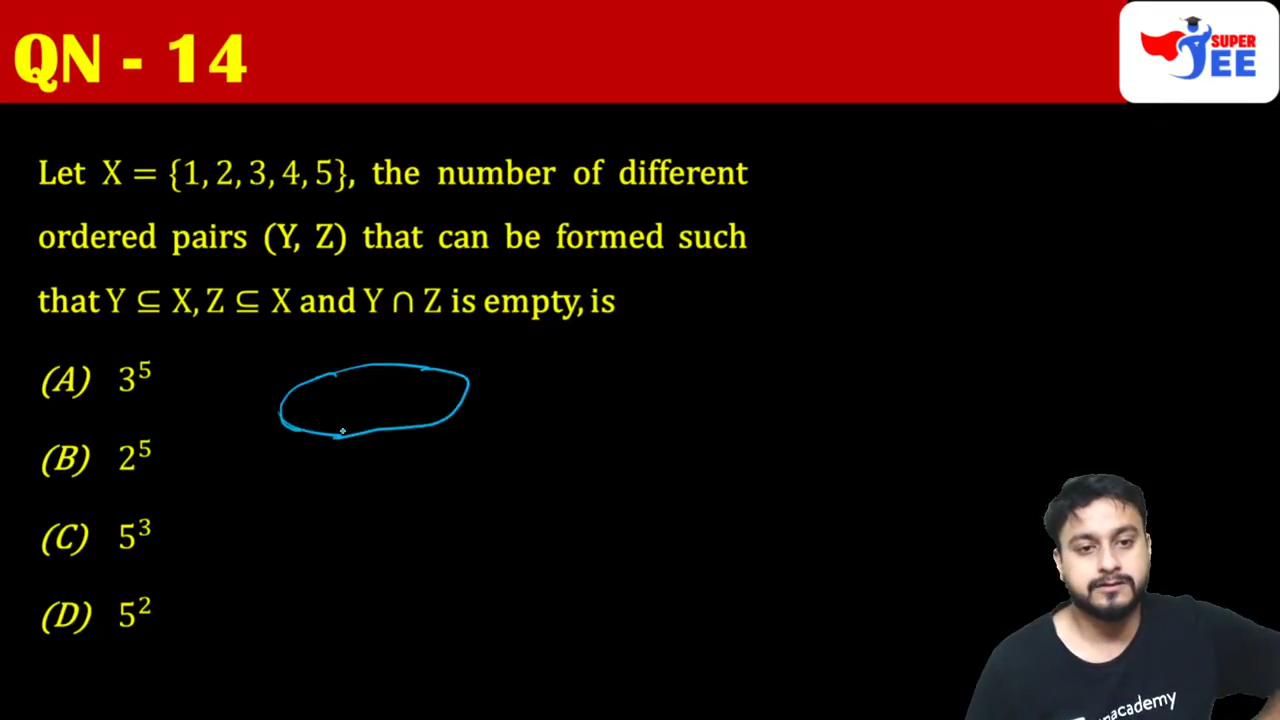 QN - 14
SUPER
JEE
Let X = {1, 2, 3, 4, 5}, the number of different
ordered pairs (Y, Z) that can be formed such
that Y ⊆ X, Z ⊆ X and Y ∩ Z is empty, is
(A) 3⁵
(B) 2⁵
(C) 5³
(D) 5²